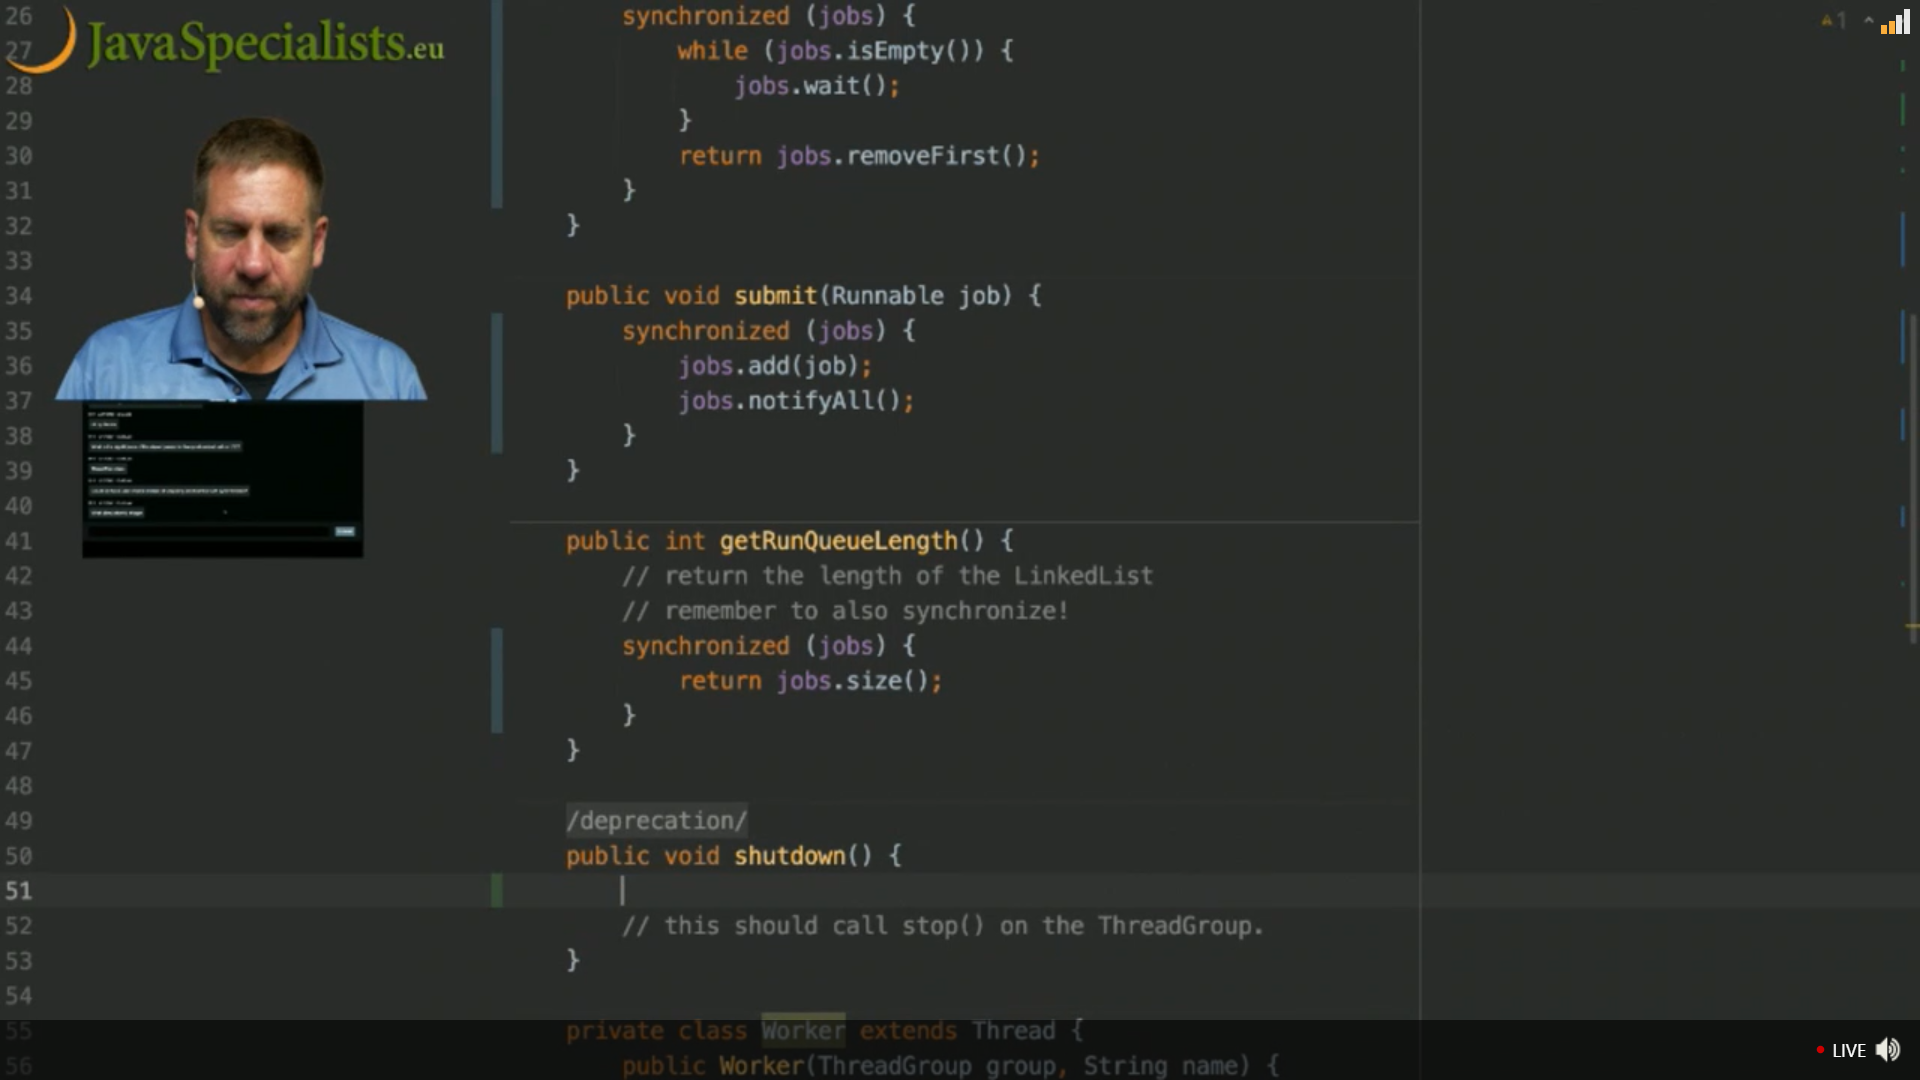 JavaSpecialists.eu
26 synchronized (jobs) {
27 while (jobs.isEmpty()) {
28 jobs.wait();
29 }
30 return jobs.removeFirst();
31 }
32 }
33
34 public void submit(Runnable job) {
35 synchronized (jobs) {
36 jobs.add(job);
37 jobs.notifyAll();
38 }
39 }
40
41 public int getRunQueueLength() {
42 // return the length of the LinkedList
43 // remember to also synchronize!
44 synchronized (jobs) {
45 return jobs.size();
46 }
47 }
48
49 /deprecation/
50 public void shutdown() {
51
52 // this should call stop() on the ThreadGroup.
53 }
54
55 private class Worker extends Thread {
56 public Worker(ThreadGroup group, String name) {
1
LIVE